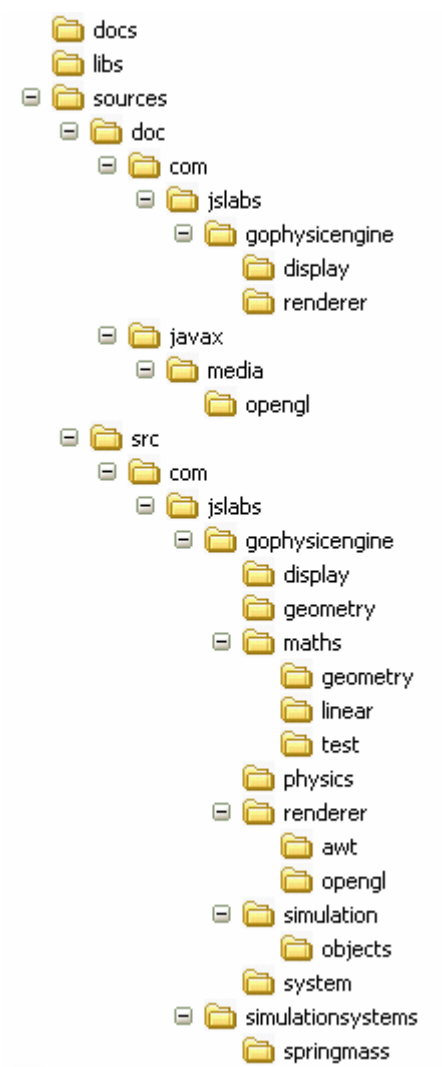 docs
libs
sources
doc
com
jslabs
gophysicengine
display
renderer
javax
media
opengl
src
com
jslabs
gophysicengine
display
geometry
maths
geometry
linear
test
physics
renderer
awt
opengl
simulation
objects
system
simulationsystems
springmass